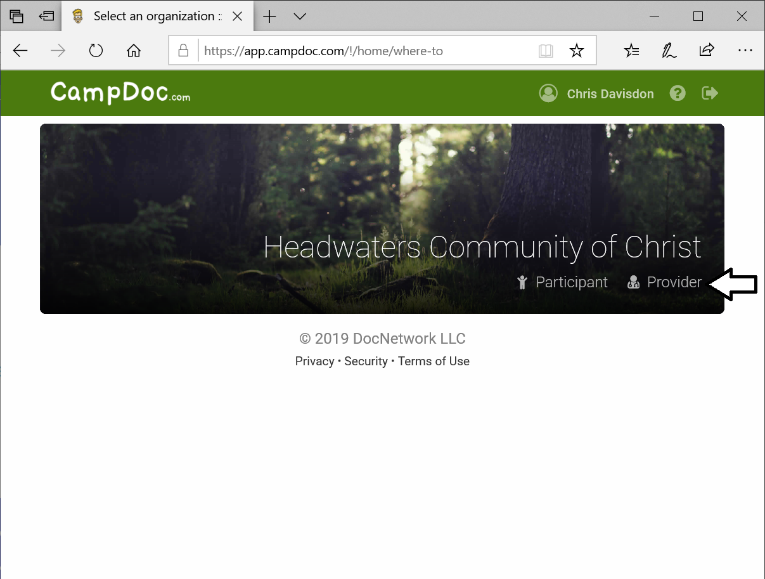 Select an organization :
https://app.campdoc.com/!/home/where-to
CampDoc.com
Chris Davisdon
Headwaters Community of Christ
Participant Provider
© 2019 DocNetwork LLC
Privacy • Security • Terms of Use